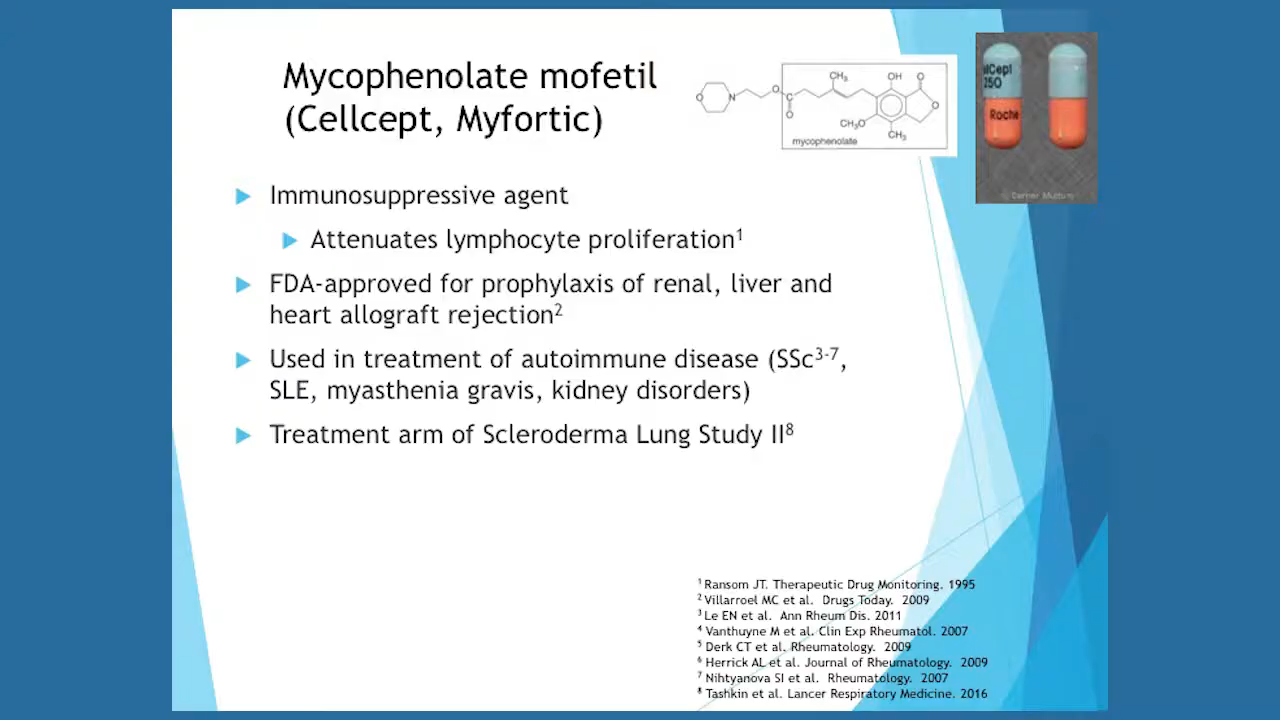 Mycophenolate mofetil
(Cellcept, Myfortic)
CH₃
OH
O
O
N
O
C
O
O
CH₃O
CH₃
mycophenolate
llCept
250
Roche
© Cerner Multum
Immunosuppressive agent
Attenuates lymphocyte proliferation¹
FDA-approved for prophylaxis of renal, liver and
heart allograft rejection²
Used in treatment of autoimmune disease (SSc³⁻⁷,
SLE, myasthenia gravis, kidney disorders)
Treatment arm of Scleroderma Lung Study II⁸
¹ Ransom JT. Therapeutic Drug Monitoring. 1995
² Villarroel MC et al. Drugs Today. 2009
³ Le EN et al. Ann Rheum Dis. 2011
⁴ Vanthuyne M et al. Clin Exp Rheumatol. 2007
⁵ Derk CT et al. Rheumatology. 2009
⁶ Herrick AL et al. Journal of Rheumatology. 2009
⁷ Nihtyanova SI et al. Rheumatology. 2007
⁸ Tashkin et al. Lancer Respiratory Medicine. 2016